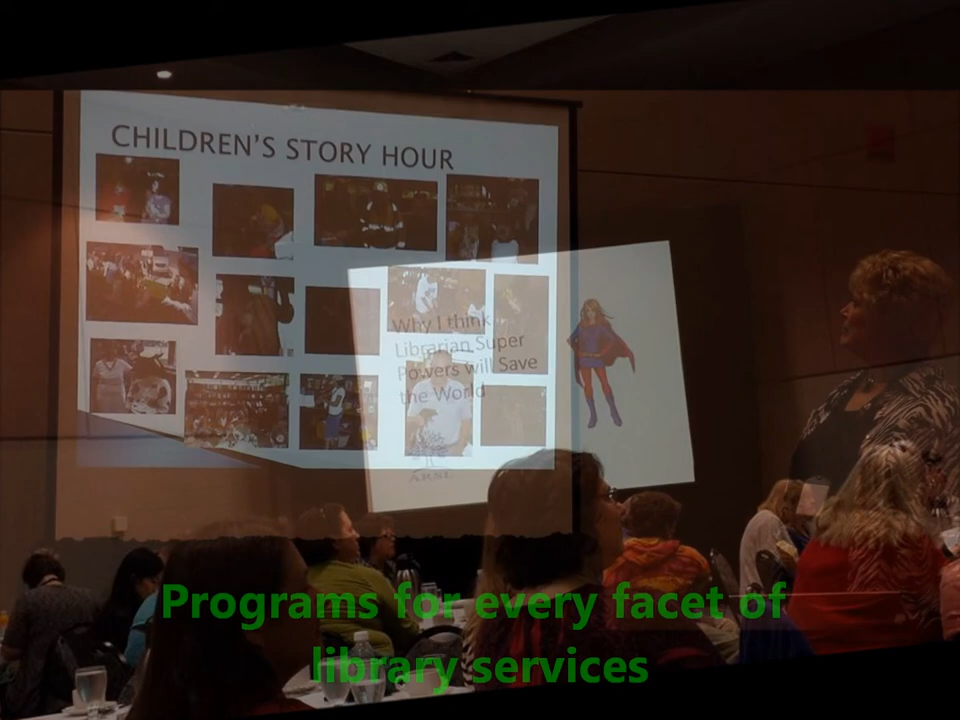 CHILDREN'S STORY HOUR
Why I think
Librarian Super
Powers will Save
the World
ARSL
Programs for every facet of
library services